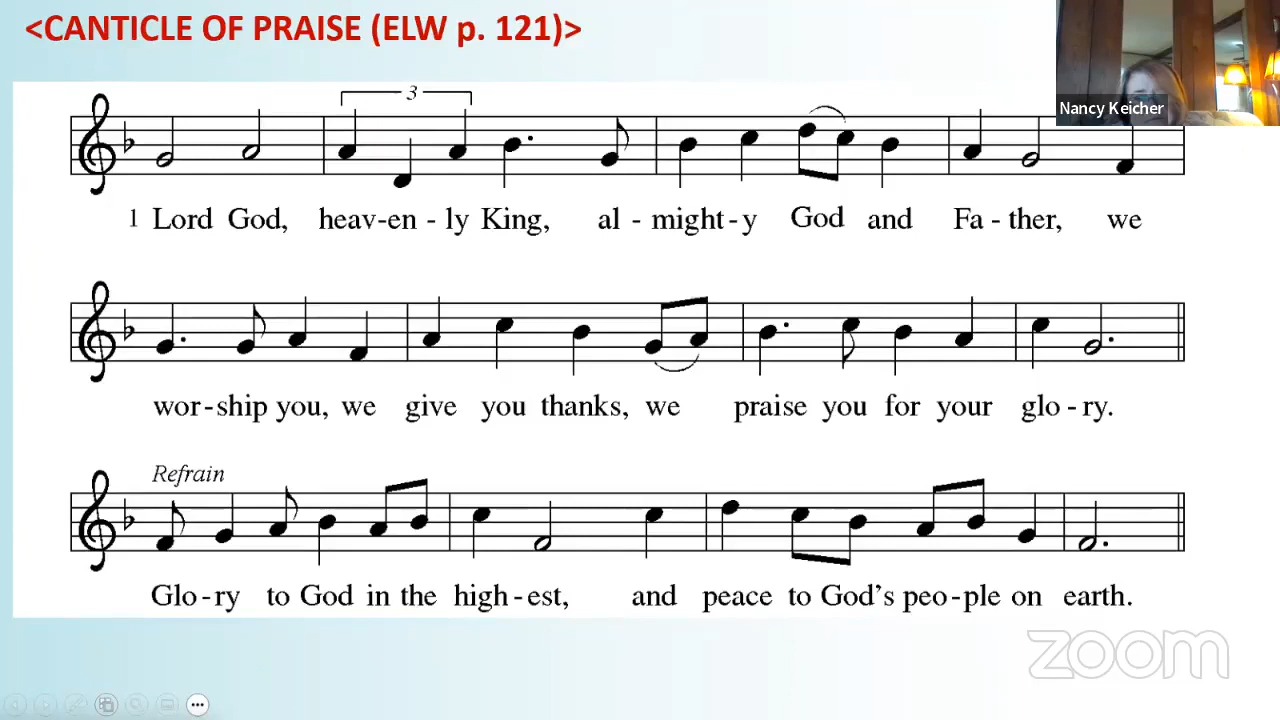 <CANTICLE OF PRAISE (ELW p. 121)>
Nancy Keicher
3
1 Lord God, heav-en - ly King, al - might - y God and Fa - ther, we
wor - ship you, we give you thanks, we praise you for your glo - ry.
Refrain
Glo - ry to God in the high - est, and peace to God's peo - ple on earth.
zoom